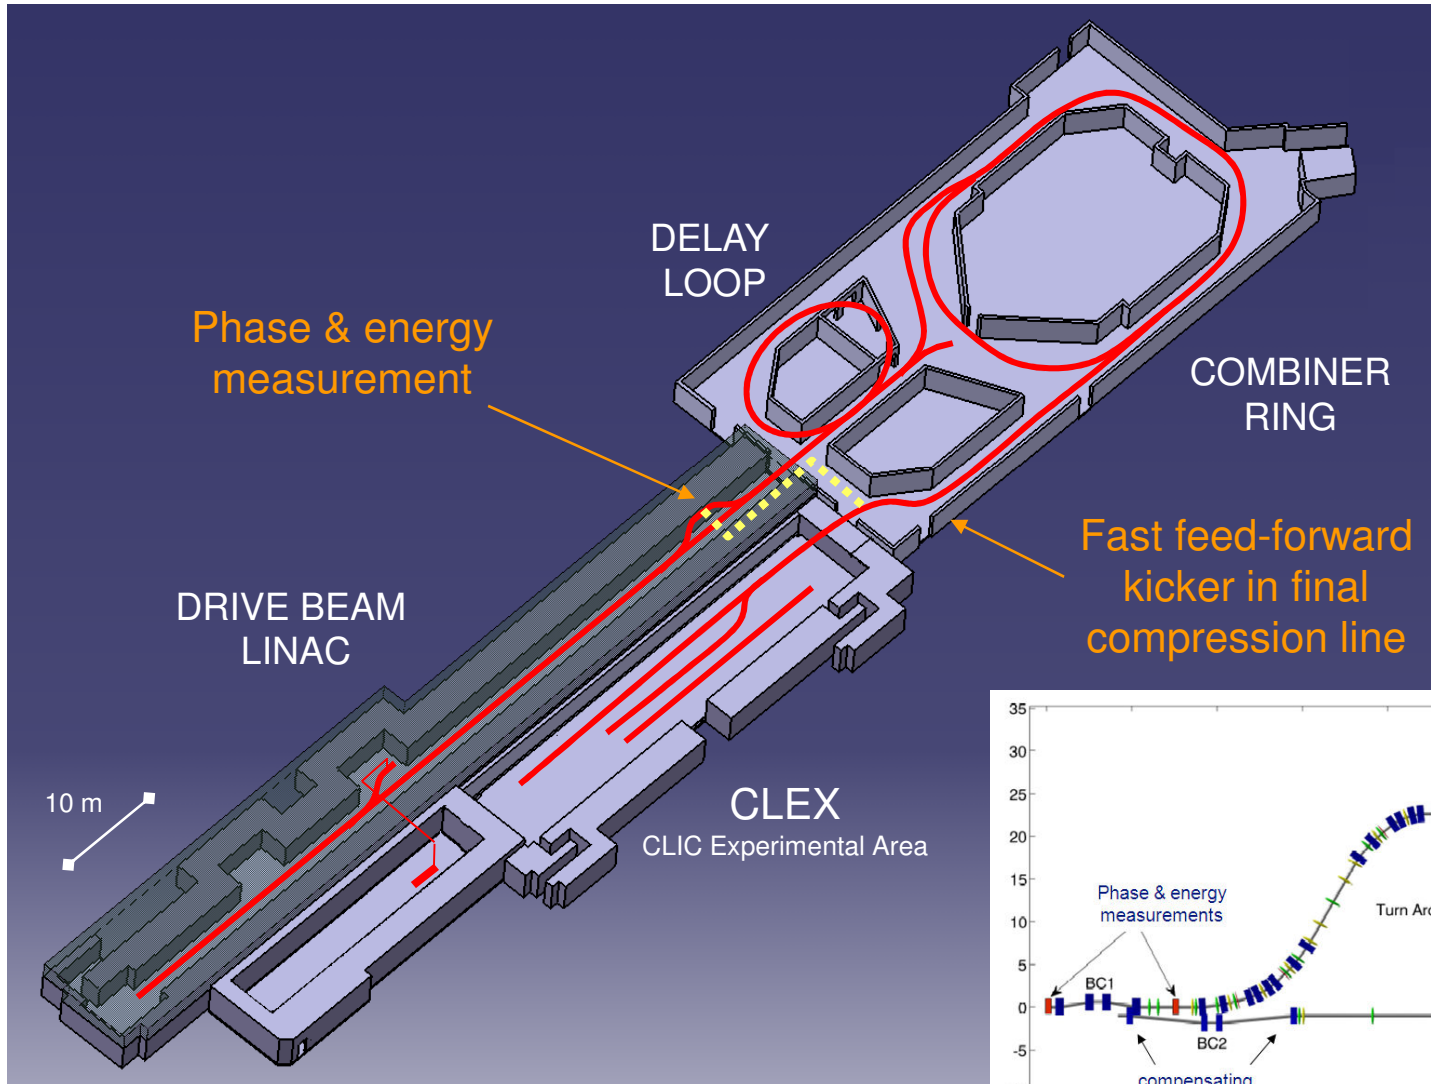 DELAY
LOOP
Phase & energy
measurement
COMBINER
RING
Fast feed-forward
kicker in final
compression line
DRIVE BEAM
LINAC
10 m
CLEX
CLIC Experimental Area
35
30
25
20
15
10
5
0
-5
Phase & energy
measurements
Turn Arc
BC1
BC2
compensating